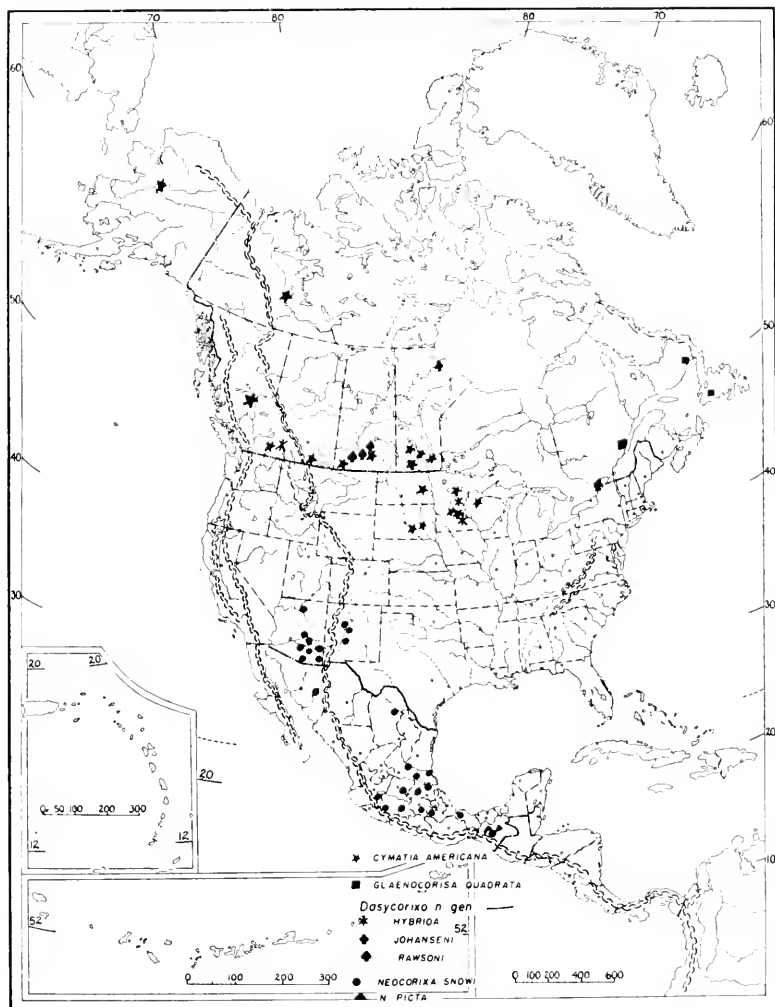 70 80 80 70
60
60
50
50
40
40
30
30
20 20
20
20
0 50 100 200 300
12 12
10
★ CYMATIA AMERICANA
■ GLAENOCORISA QUADRATA
Dasycorixa n gen
HYBRIDA
52 52
JOHANSENI
RAWSONI
0 100 200 300
● NEOCORIXA SNOWI
0 100 200 400 600
▲ N PICTA